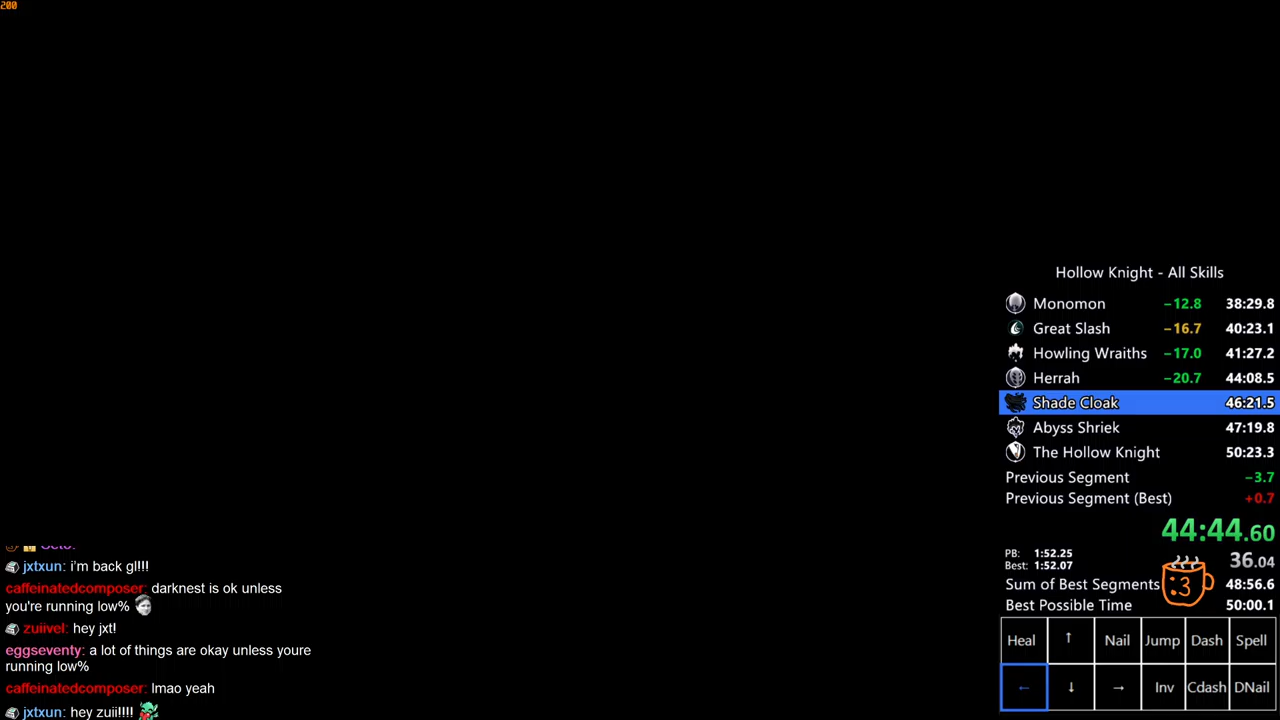 200
Hollow Knight - All Skills
Monomon -12.8 38:29.8
Great Slash -16.7 40:23.1
Howling Wraiths -17.0 41:27.2
Herrah -20.7 44:08.5
Shade Cloak 46:21.5
Abyss Shriek 47:19.8
The Hollow Knight 50:23.3
Previous Segment -3.7
Previous Segment (Best) +0.7
44:44.60
PB: 1:52.25
Best: 1:52.07
36.04
Sum of Best Segments 48:56.6
Best Possible Time 50:00.1
Heal ↑ Nail Jump Dash Spell
← ↓ → Inv Cdash DNail
jxtxun: i'm back gl!!!
caffeinatedcomposer: darknest is ok unless
you're running low%
zuiivel: hey jxt!
eggseventy: a lot of things are okay unless youre
running low%
caffeinatedcomposer: lmao yeah
jxtxun: hey zuii!!!!